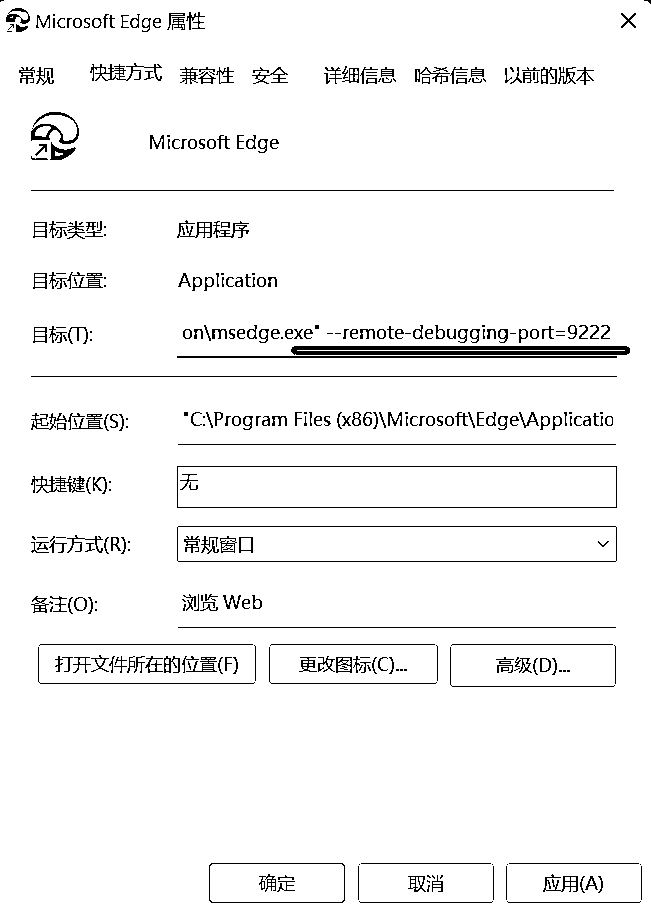 Microsoft Edge 属性
常规 快捷方式 兼容性 安全 详细信息 哈希信息 以前的版本
Microsoft Edge
目标类型: 应用程序
目标位置: Application
目标(T): on\msedge.exe" --remote-debugging-port=9222
起始位置(S): "C:\Program Files (x86)\Microsoft\Edge\Applicatio
快捷键(K): 无
运行方式(R): 常规窗口
备注(O): 浏览 Web
打开文件所在的位置(F) 更改图标(C)... 高级(D)...
确定 取消 应用(A)